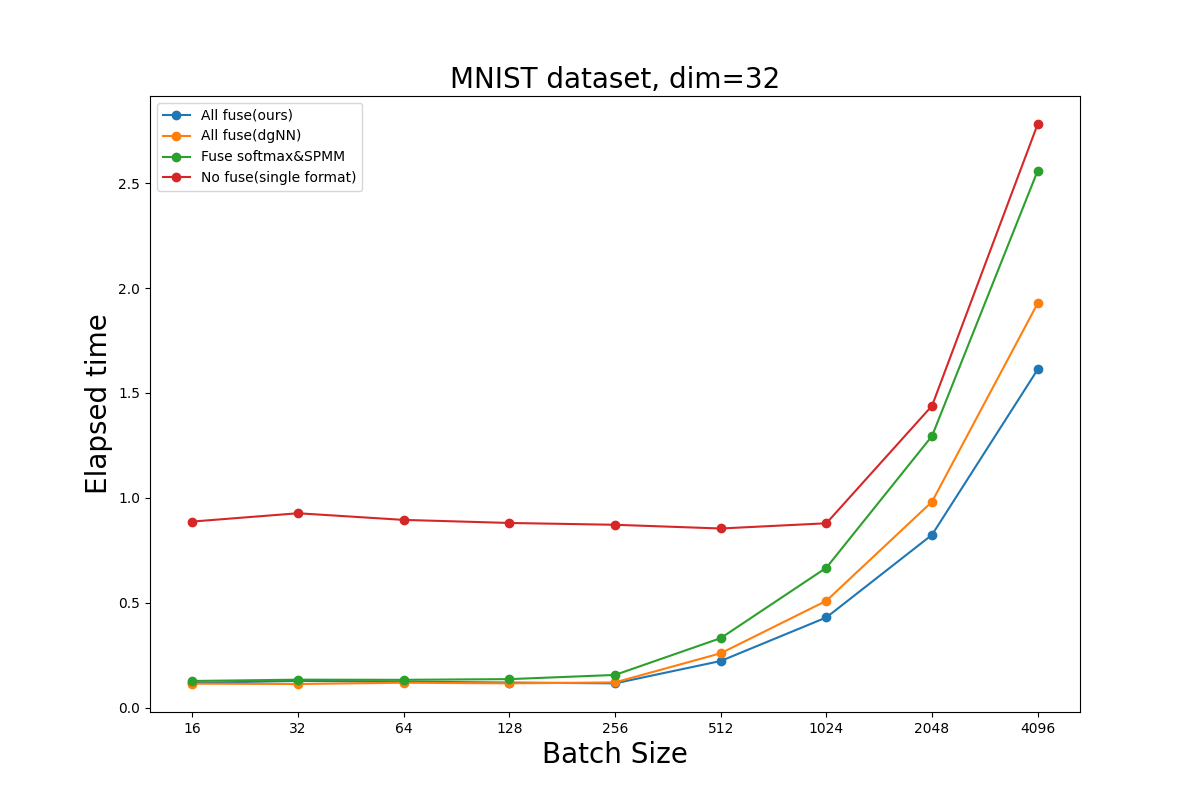 MNIST dataset, dim=32
All fuse(ours)
All fuse(dgNN)
Fuse softmax&SPMM
No fuse(single format)
Elapsed time
2.5
2.0
1.5
1.0
0.5
0.0
16 32 64 128 256 512 1024 2048 4096
Batch Size